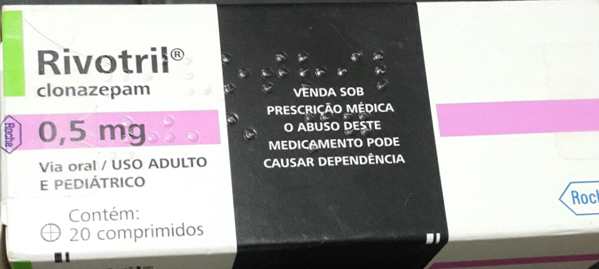 Rivotril®
clonazepam
Roche
0,5 mg
Via oral / USO ADULTO
E PEDIÁTRICO
Contém:
20 comprimidos
VENDA SOB
PRESCRIÇÃO MÉDICA
O ABUSO DESTE
MEDICAMENTO PODE
CAUSAR DEPENDÊNCIA
Roch